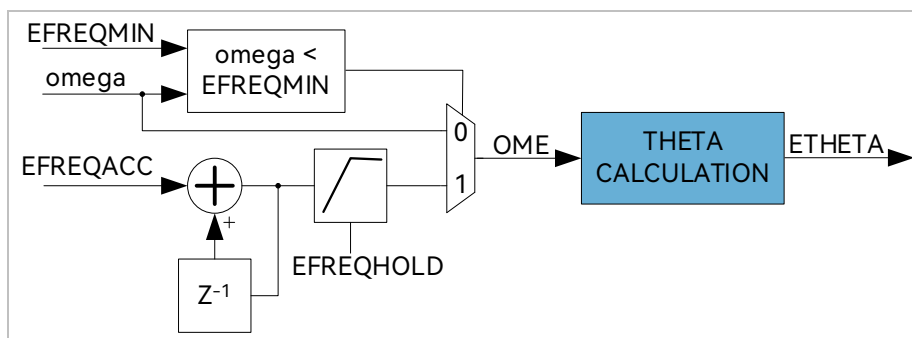 EFREQMIN
omega <
EFREQMIN
omega
0
OME
THETA
CALCULATION
ETHETA
EFREQACC
+
1
+
EFREQHOLD
Z-1